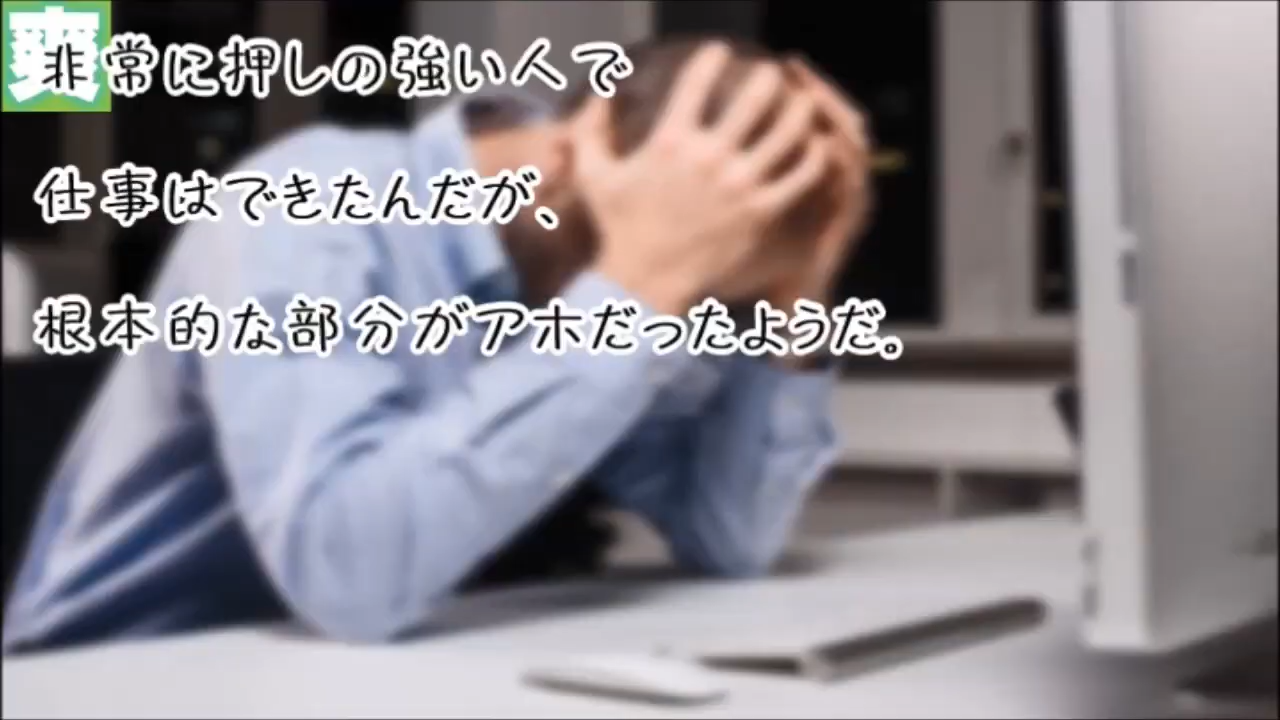 非常に押しの強い人で
仕事はできたんだが、
根本的な部分がアホだったようだ。